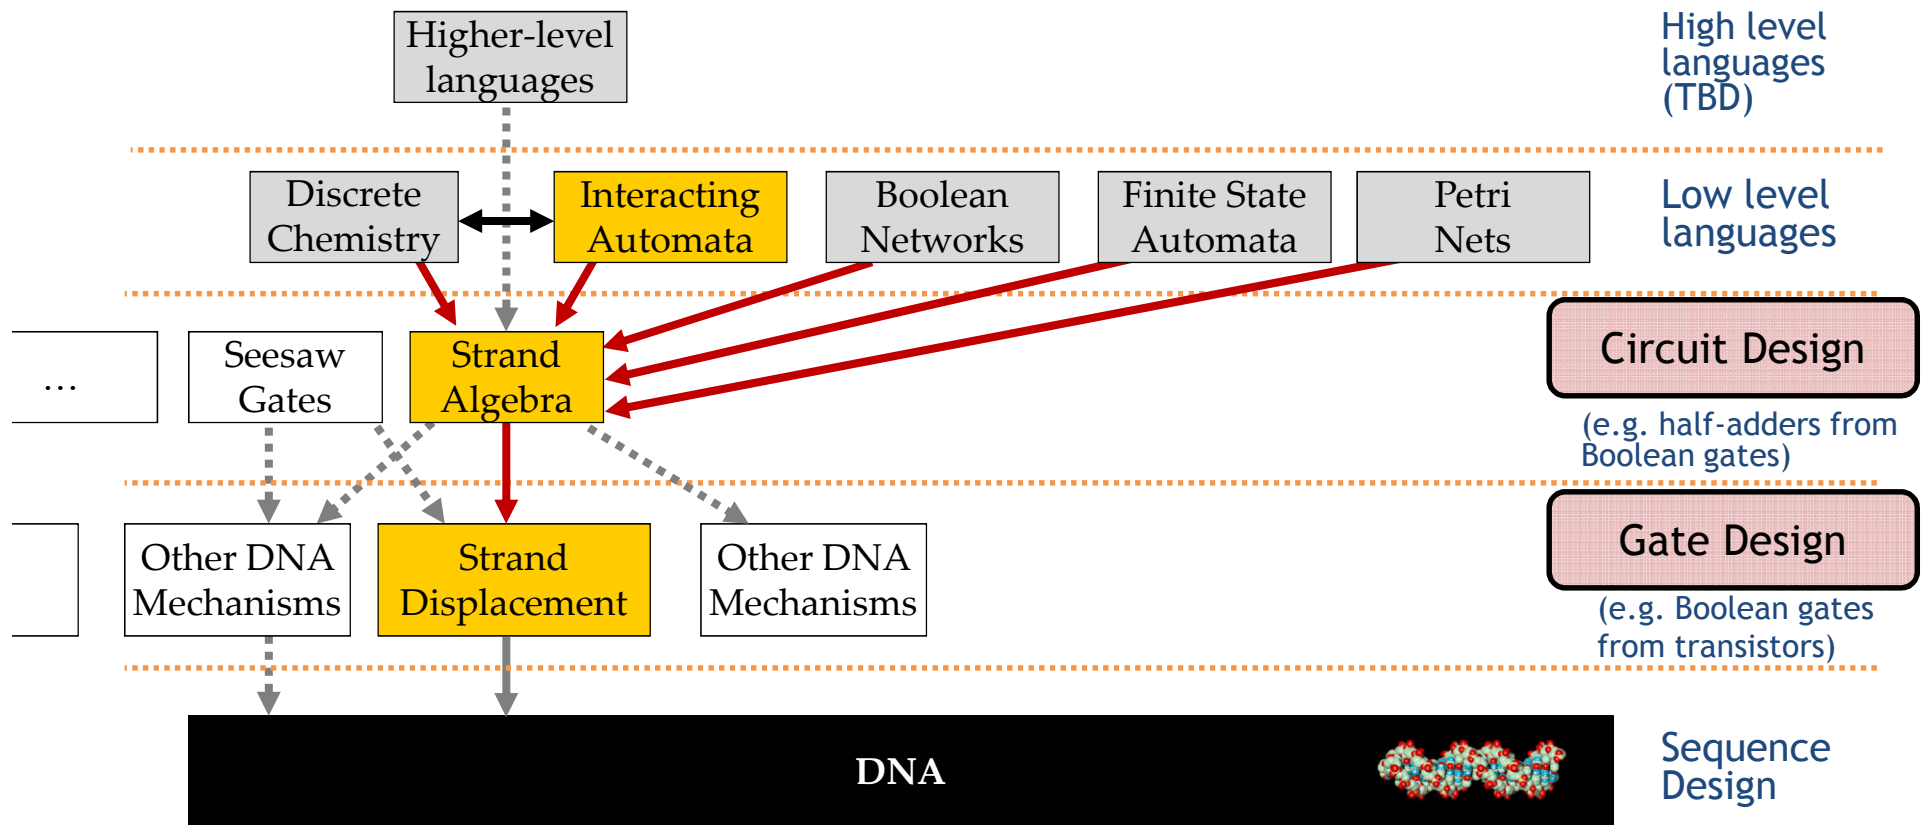 Higher-level
languages
High level
languages
(TBD)
Discrete
Chemistry
Interacting
Automata
Boolean
Networks
Finite State
Automata
Petri
Nets
Low level
languages
...
Seesaw
Gates
Strand
Algebra
Circuit Design
(e.g. half-adders from
Boolean gates)
Other DNA
Mechanisms
Strand
Displacement
Other DNA
Mechanisms
Gate Design
(e.g. Boolean gates
from transistors)
DNA
Sequence
Design